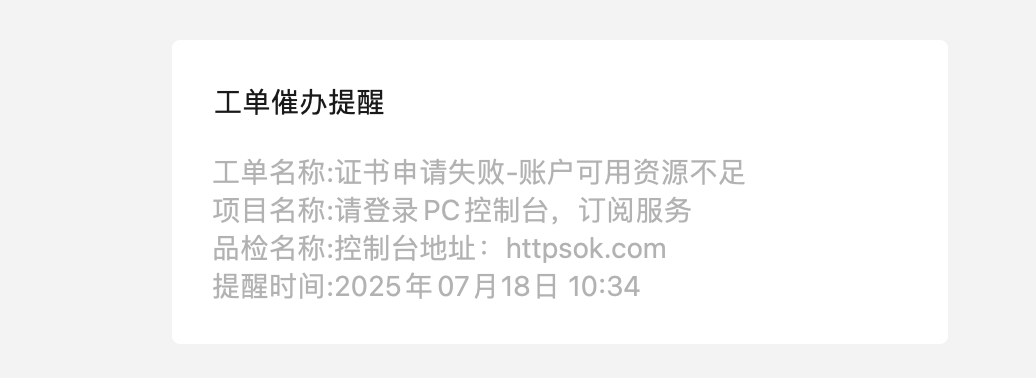 工单催办提醒
工单名称:证书申请失败-账户可用资源不足
项目名称:请登录PC控制台，订阅服务
品检名称:控制台地址：httpsok.com
提醒时间:2025年07月18日 10:34